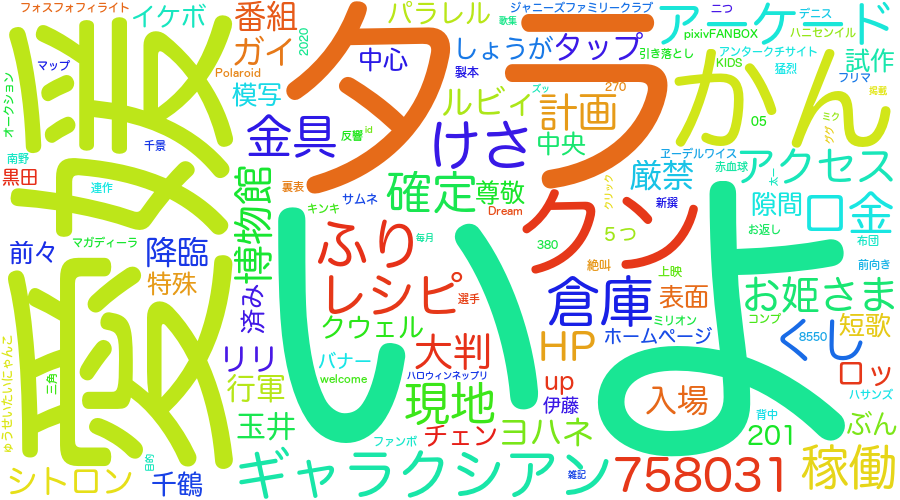 フォスフォフィライト
イケボ
番組
2020
パラレル
歌集
ジャニーズファミリークラブ
二つ
デニス
pixivFANBOX
ハニーセンイル
アーケード
愛媛
タラ
いよ
かん
オークション
マップ
ガイ
中心
しょうが
タップ
引き落とし
アンタークチサイト
KIDS
試作
Polaroid
製本
猛烈
フリマ
掲載
模写
ルビィ
ズッ
270
計画
千景
金具
反響
id
けさ
中央
05
ミク
ググ
南野
黒田
連作
裏表
確定
尊敬
ヱーデルワイス
赤血球
アクセス
厳禁
太一
サムネ
クリック
新撰
博物館
キンキ
Dream
クン
隙間
口金
お返し
布団
マガディーラ
前々
降臨
ふり
毎月
5つ
380
絶叫
上映
前向き
特殊
済み
レシピ
選手
倉庫
表面
お姫さま
コンプ
ミリオン
クウェル
短歌
ゅうせいたいにゃんこ
三角
リリ
バナー
大判
HP
ホームページ
8550
くし
welcome
ハロウィンネップリ
up
ロッ
行軍
現地
伊藤
入場
ハサンズ
背中
玉井
ファンボ
チェン
ヨハネ
201
ぶん
目的
シトロン
千鶴
ギャラクシアン
雑記
758031
稼働